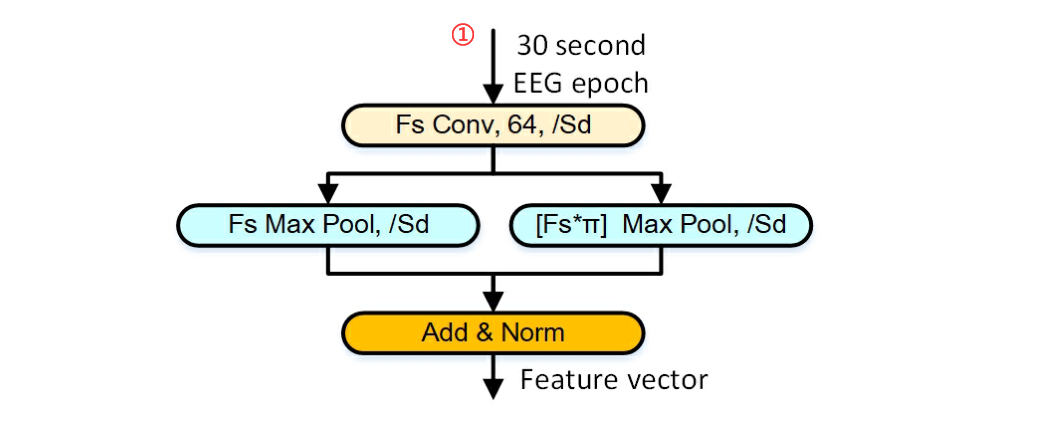 ①
30 second
EEG epoch
Fs Conv, 64, /Sd
Fs Max Pool, /Sd
[Fs*π] Max Pool, /Sd
Add & Norm
Feature vector